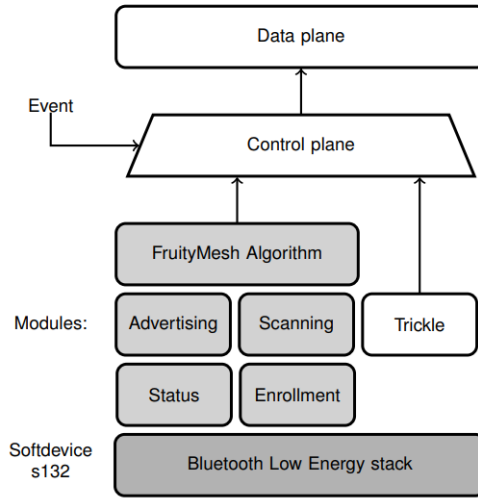 Data plane
Event
Control plane
FruityMesh Algorithm
Modules:
Advertising
Scanning
Trickle
Status
Enrollment
Softdevice
s132
Bluetooth Low Energy stack